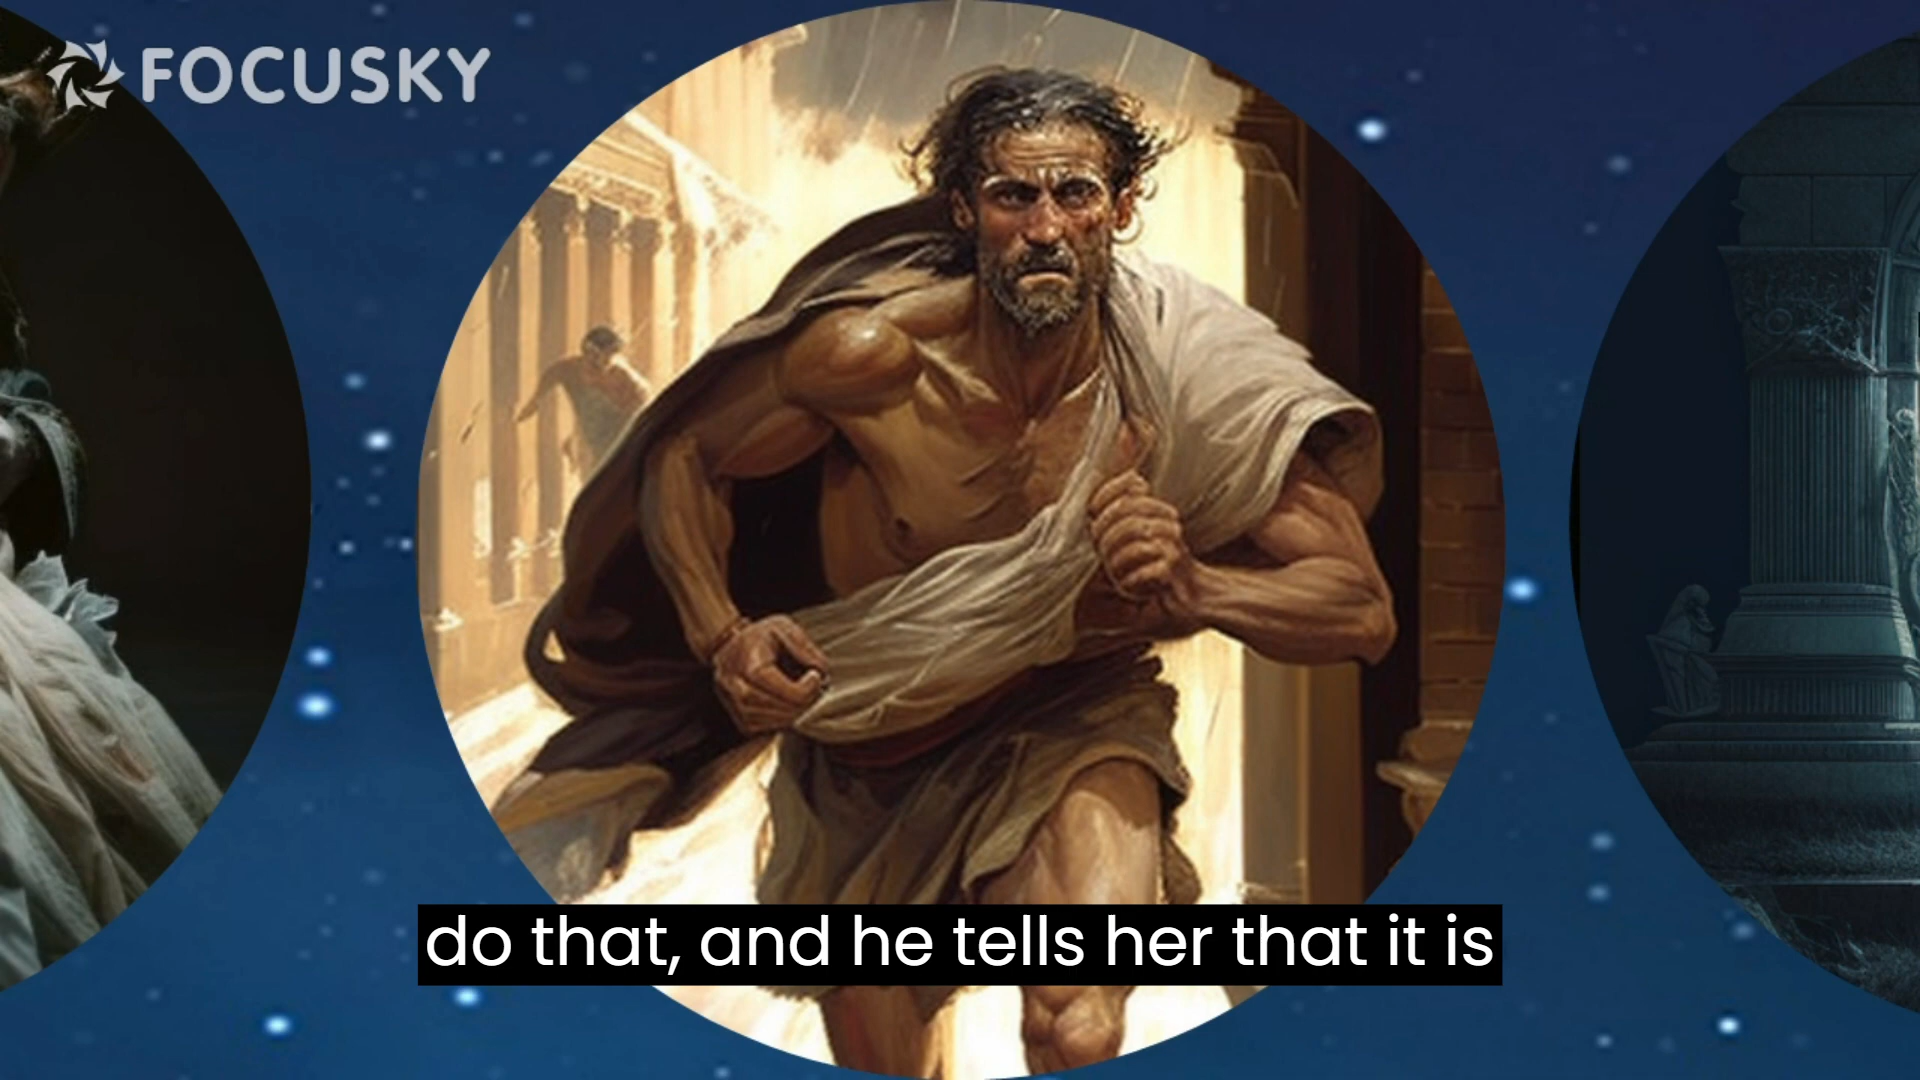 FOCUSKY
do that, and he tells her that it is